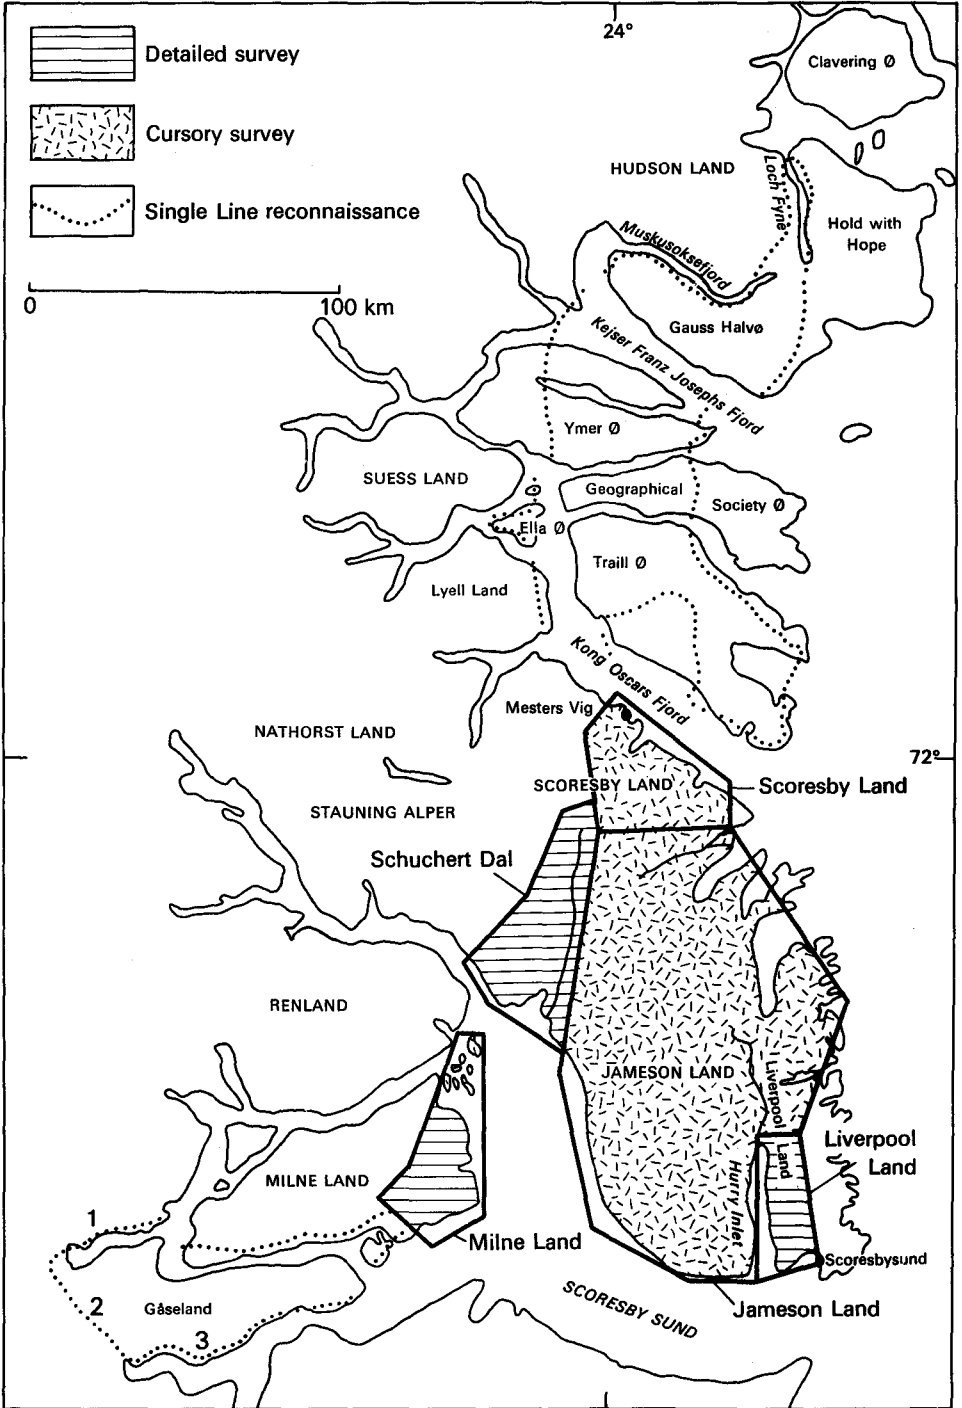 24°
Detailed survey
Clavering Ø
Cursory survey
HUDSON LAND
Loch Fyne
Single Line reconnaissance
Hold with
Hope
Muskusoksefjord
0 100 km
Gauss Halvø
Kejser Franz Josephs Fjord
Ymer Ø
SUESS LAND
Geographical
Society Ø
Ella Ø
Traill Ø
Lyell Land
Kong Oscars Fjord
Mesters Vig
NATHORST LAND
72°
SCORESBY LAND
Scoresby Land
STAUNING ALPER
Schuchert Dal
RENLAND
JAMESON LAND
Liverpool
Land
Liverpool
Land
Hurry Inlet
MILNE LAND
1
Milne Land
Scoresbysund
2
Gåseland
3
SCORESBY SUND
Jameson Land